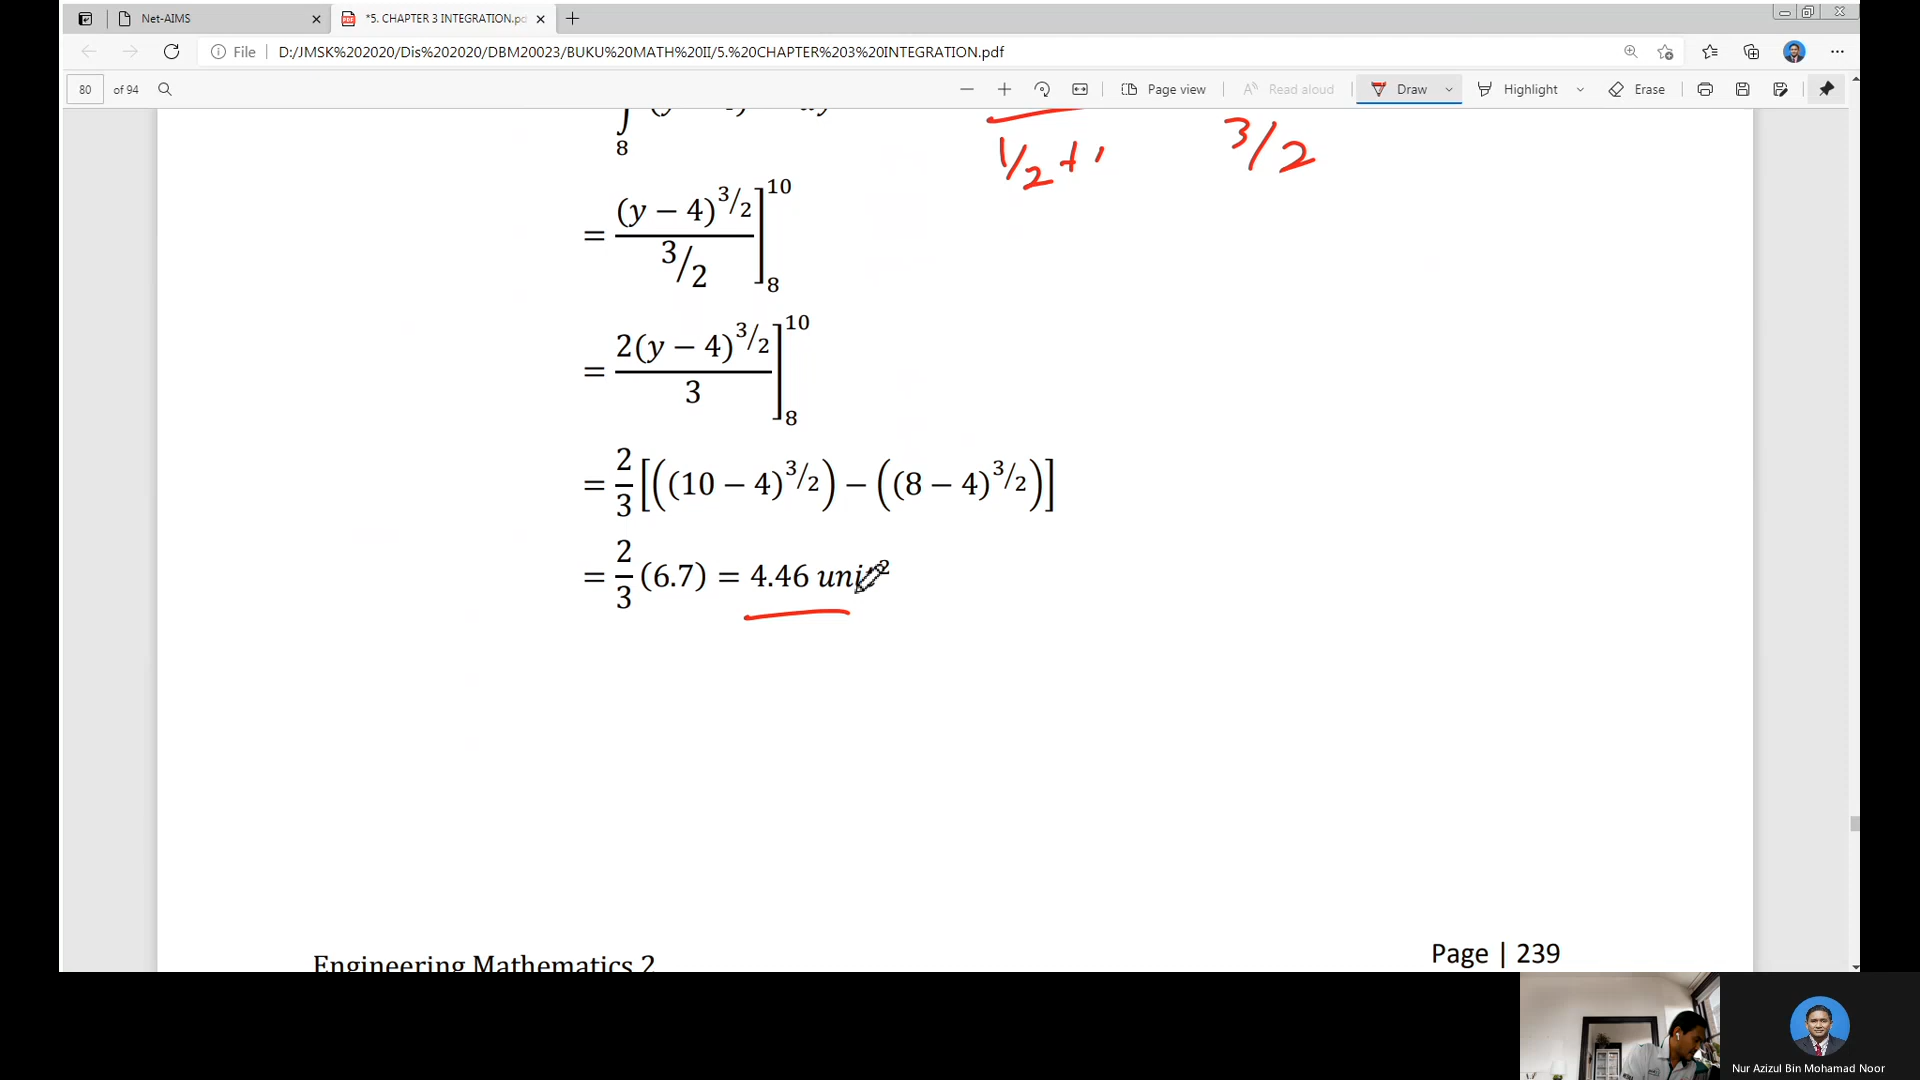 Net-AIMS
*5. CHAPTER 3 INTEGRATION.pd
File D:/JMSK%202020/Dis%202020/DBM20023/BUKU%20MATH%20II/5.%20CHAPTER%203%20INTEGRATION.pdf
80 of 94 Page view Read aloud Draw Highlight Erase
8
1/2 + 1 3/2
= (y − 4)^3/2 / 3/2 ]_8^10
= 2(y − 4)^3/2 / 3 ]_8^10
= 2/3 [((10 − 4)^3/2) − ((8 − 4)^3/2)]
= 2/3 (6.7) = 4.46 unit²
Engineering Mathematics 2
Page | 239
Nur Azizul Bin Mohamad Noor